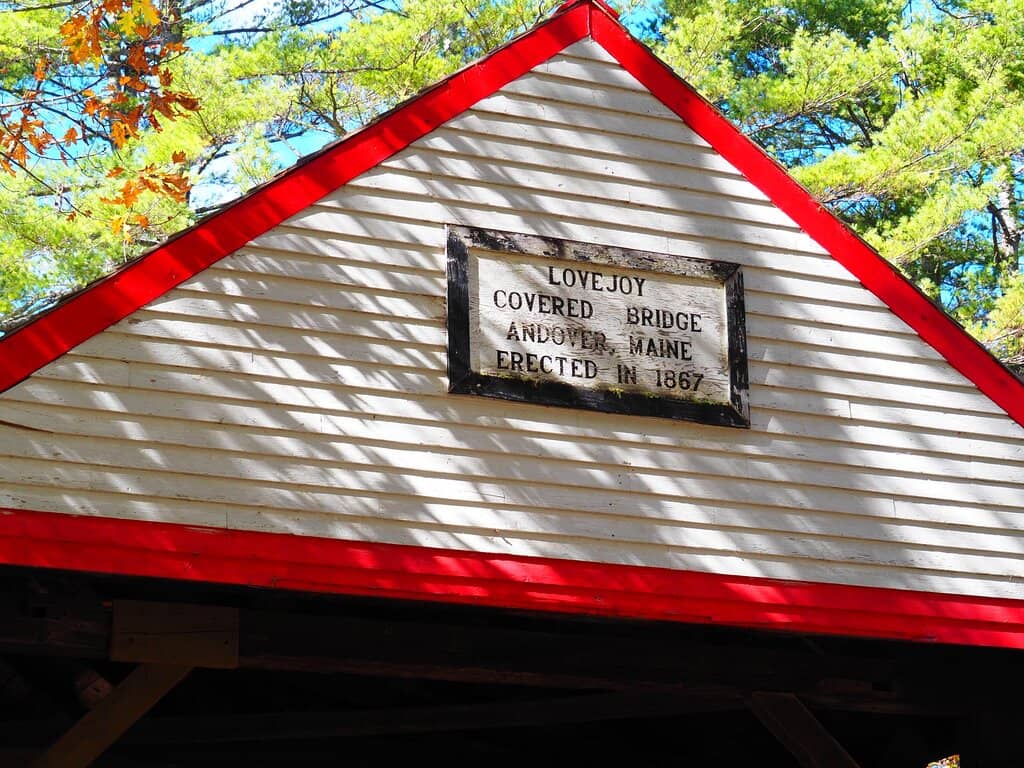 LOVEJOY
COVERED BRIDGE
ANDOVER, MAINE
ERECTED IN 1867